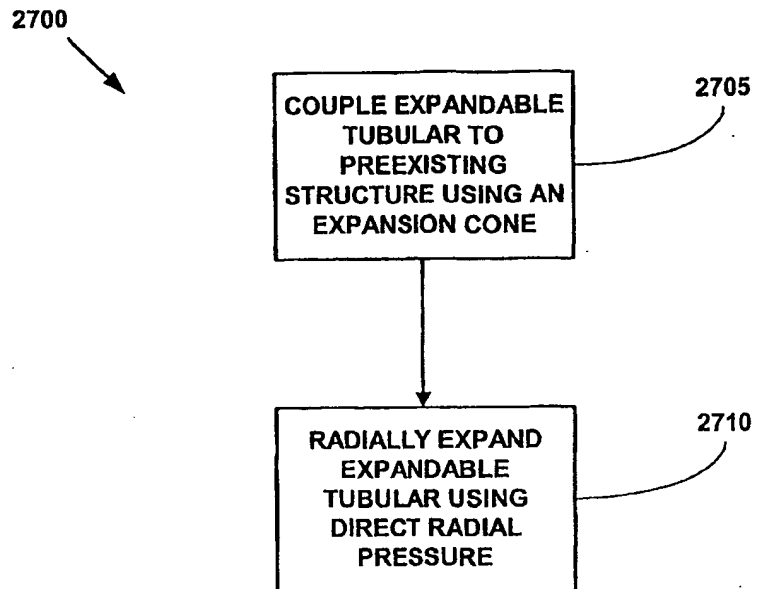 2700
2705
COUPLE EXPANDABLE
TUBULAR TO
PREEXISTING
STRUCTURE USING AN
EXPANSION CONE
2710
RADIALLY EXPAND
EXPANDABLE
TUBULAR USING
DIRECT RADIAL
PRESSURE